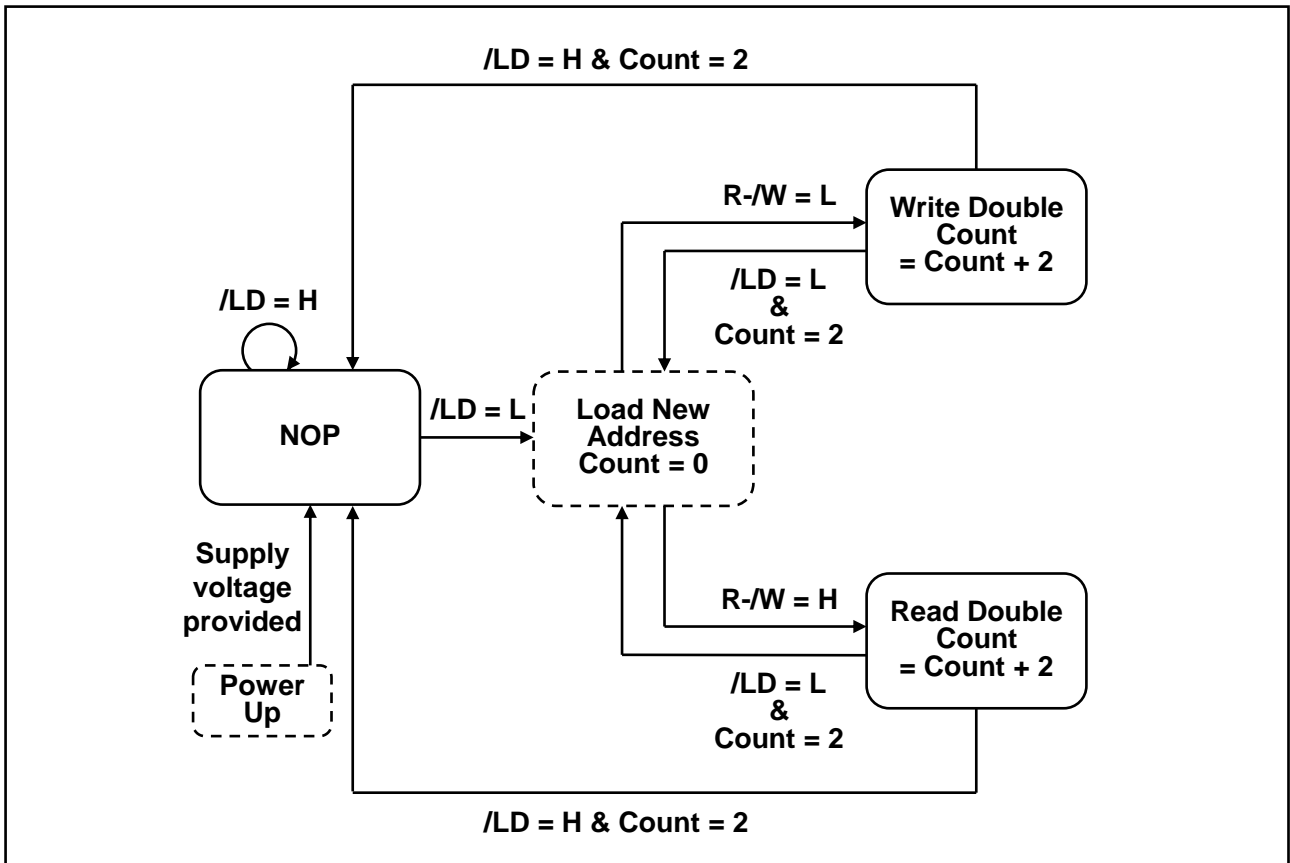 /LD = H & Count = 2
R-/W = L
Write Double
Count
= Count + 2
/LD = L
&
Count = 2
/LD = H
NOP
/LD = L
Load New
Address
Count = 0
Supply
voltage
provided
Power
Up
R-/W = H
Read Double
Count
= Count + 2
/LD = L
&
Count = 2
/LD = H & Count = 2